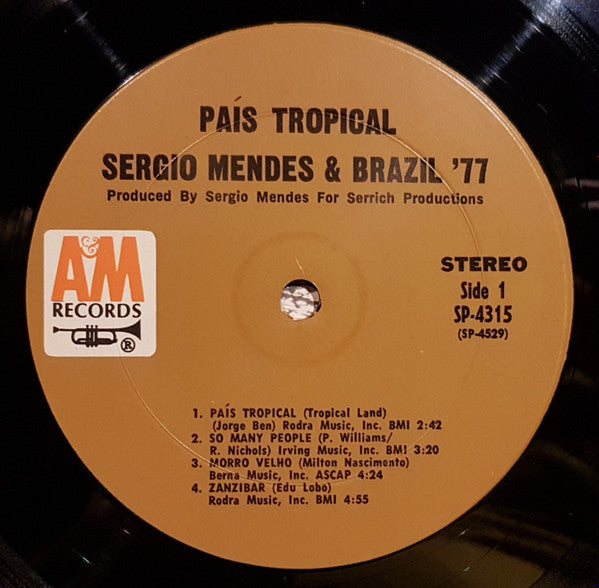 PAÍS TROPICAL
SERGIO MENDES & BRAZIL '77
Produced By Sergio Mendes For Serrich Productions
A&M
RECORDS
®
STEREO
Side 1
SP-4315
(SP-4529)
1. PAÍS TROPICAL (Tropical Land)
(Jorge Ben) Rodra Music, Inc. BMI 2:42
2. SO MANY PEOPLE (P. Williams/
R. Nichols) Irving Music, Inc. BMI 3:20
3. MORRO VELHO (Milton Nascimento)
Berna Music, Inc. ASCAP 4:24
4. ZANZIBAR (Edu Lobo)
Rodra Music, Inc. BMI 4:55